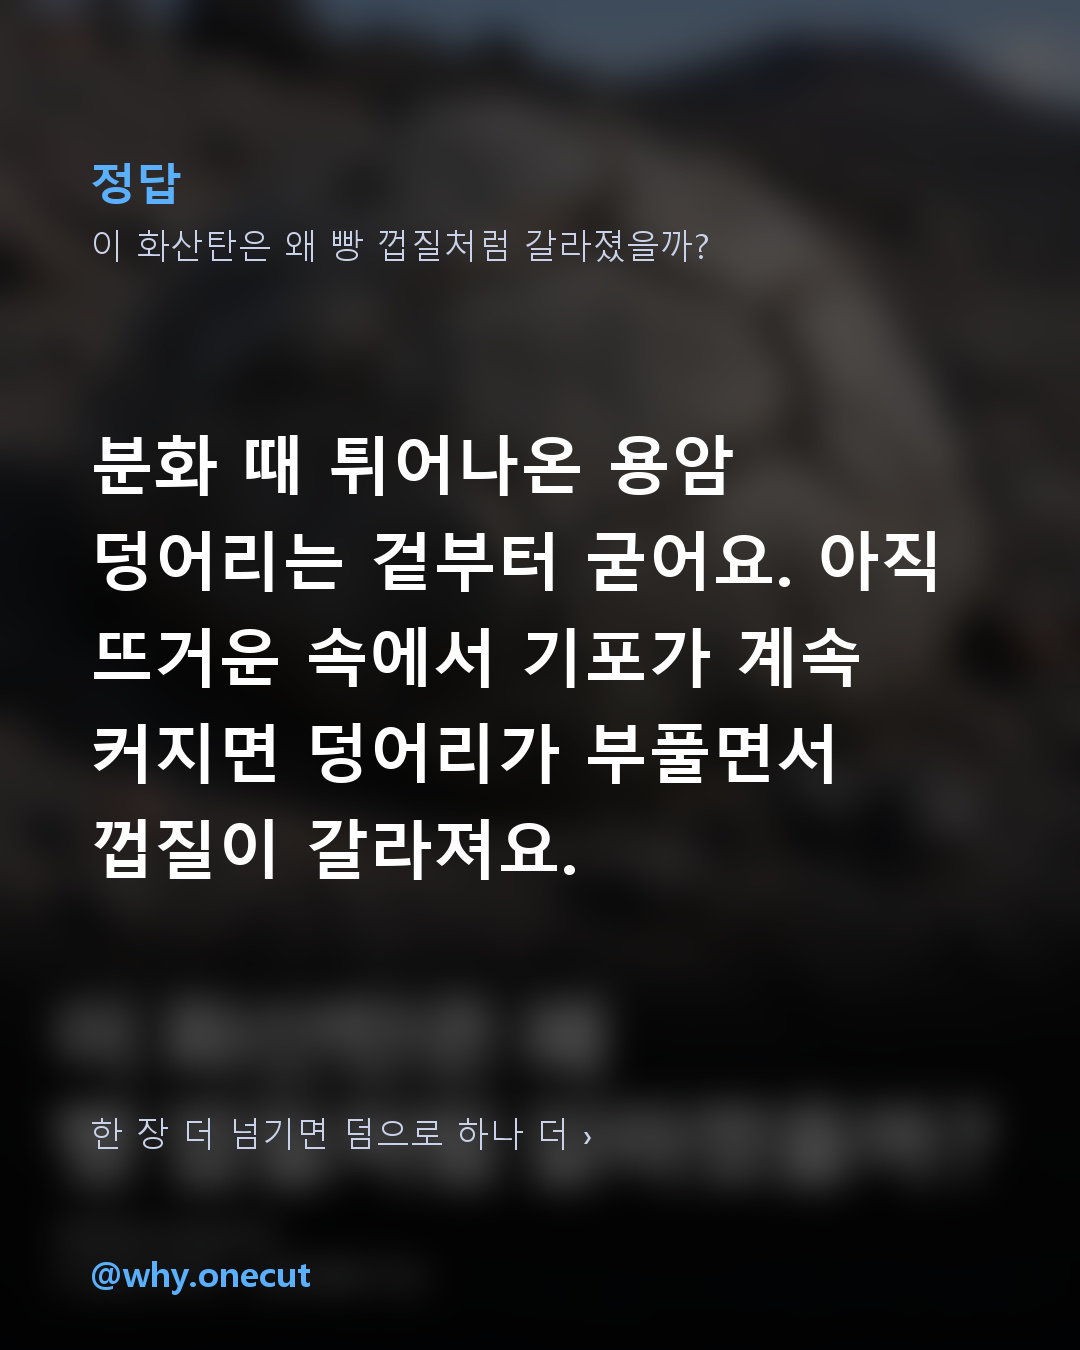 정답
이 화산탄은 왜 빵 껍질처럼 갈라졌을까?
분화 때 튀어나온 용암
덩어리는 겉부터 굳어요. 아직
뜨거운 속에서 기포가 계속
커지면 덩어리가 부풀면서
껍질이 갈라져요.
한 장 더 넘기면 덤으로 하나 더 ›
@why.onecut